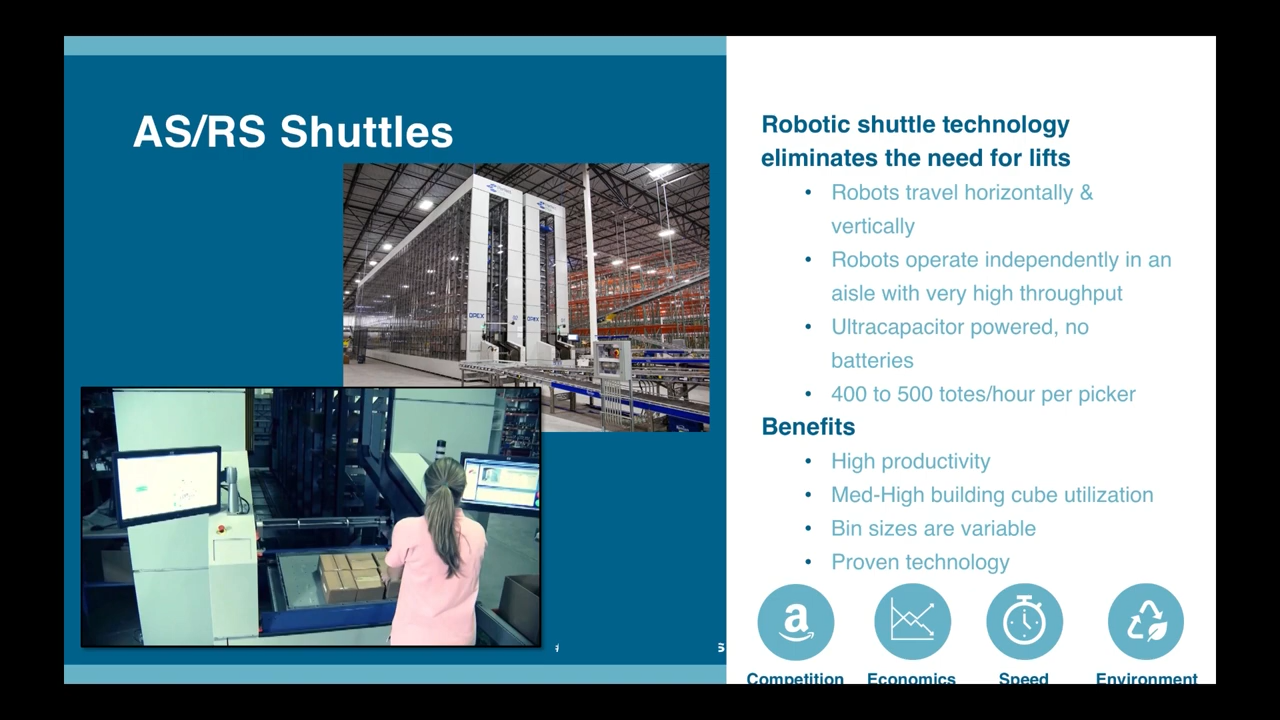 AS/RS Shuttles
OPEX
OPEX
#
S
Robotic shuttle technology
eliminates the need for lifts
• Robots travel horizontally &
vertically
• Robots operate independently in an
aisle with very high throughput
• Ultracapacitor powered, no
batteries
• 400 to 500 totes/hour per picker
Benefits
• High productivity
• Med-High building cube utilization
• Bin sizes are variable
• Proven technology
a
Competition Economics Speed Environment